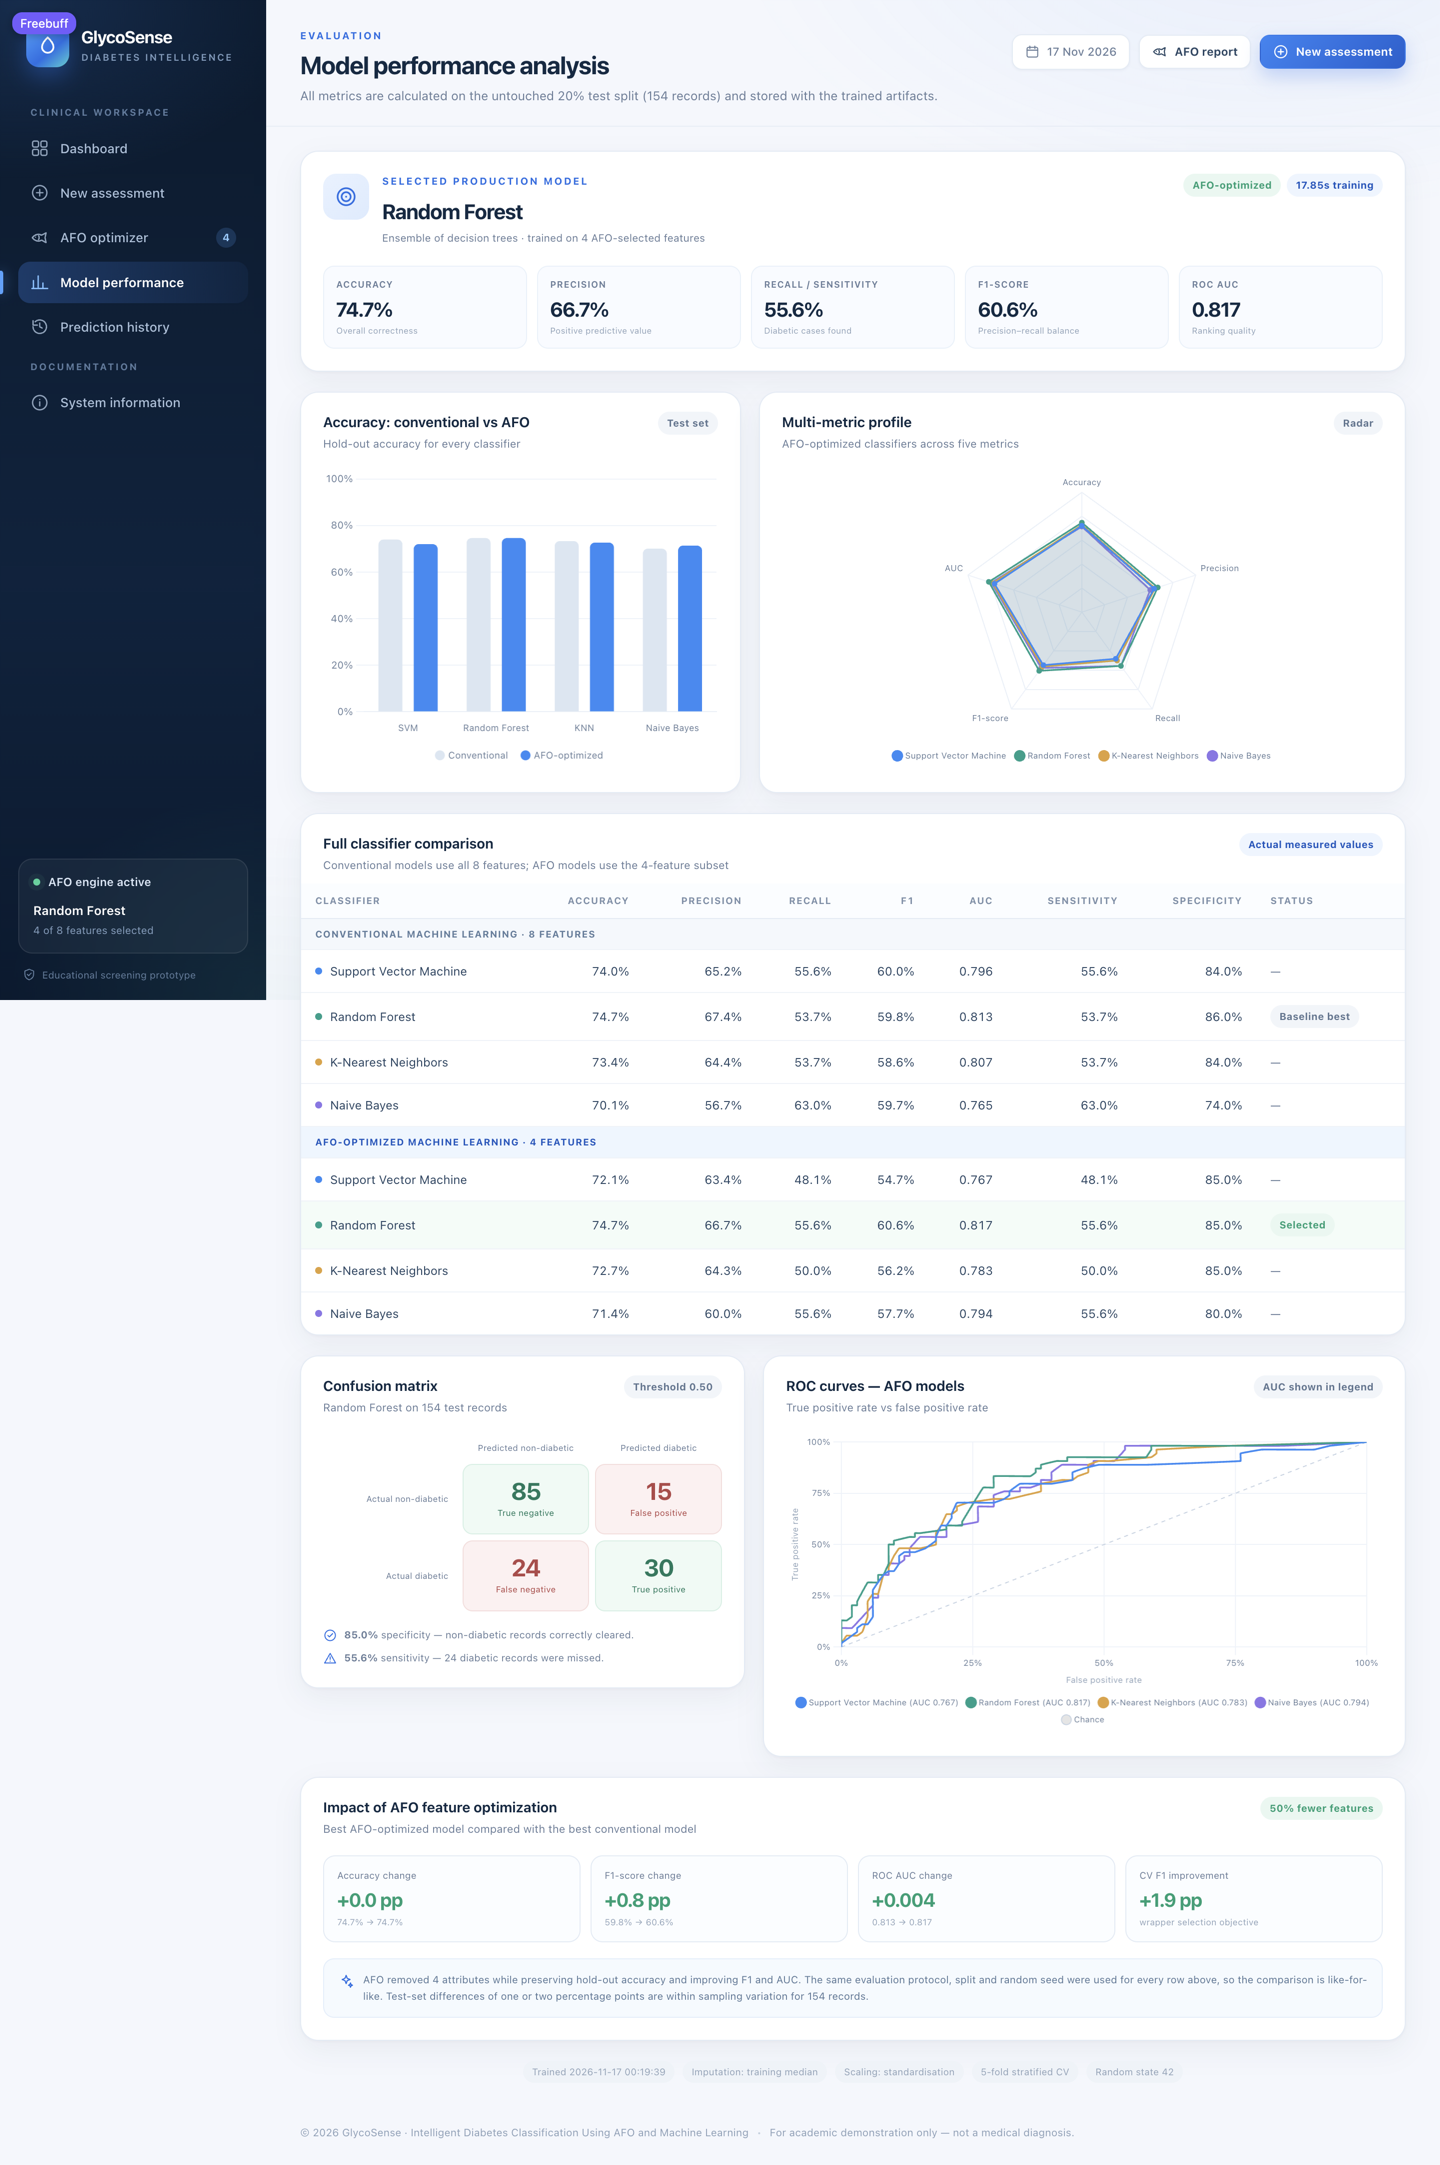 Freebuff
GlycoSense
DIABETES INTELLIGENCE
CLINICAL WORKSPACE
Dashboard
New assessment
AFO optimizer 4
Model performance
Prediction history
DOCUMENTATION
System information
AFO engine active
Random Forest
4 of 8 features selected
Educational screening prototype
EVALUATION
Model performance analysis
All metrics are calculated on the untouched 20% test split (154 records) and stored with the trained artifacts.
17 Nov 2026
AFO report
New assessment
SELECTED PRODUCTION MODEL
Random Forest
Ensemble of decision trees · trained on 4 AFO-selected features
AFO-optimized
17.85s training
ACCURACY
74.7%
Overall correctness
PRECISION
66.7%
Positive predictive value
RECALL / SENSITIVITY
55.6%
Diabetic cases found
F1-SCORE
60.6%
Precision–recall balance
ROC AUC
0.817
Ranking quality
Accuracy: conventional vs AFO
Hold-out accuracy for every classifier
Test set
100%
80%
60%
40%
20%
0%
SVM Random Forest KNN Naive Bayes
Conventional AFO-optimized
Multi-metric profile
AFO-optimized classifiers across five metrics
Radar
Accuracy
AUC Precision
F1-score Recall
Support Vector Machine Random Forest K-Nearest Neighbors Naive Bayes
Full classifier comparison
Conventional models use all 8 features; AFO models use the 4-feature subset
Actual measured values
CLASSIFIER ACCURACY PRECISION RECALL F1 AUC SENSITIVITY SPECIFICITY STATUS
CONVENTIONAL MACHINE LEARNING · 8 FEATURES
Support Vector Machine 74.0% 65.2% 55.6% 60.0% 0.796 55.6% 84.0% —
Random Forest 74.7% 67.4% 53.7% 59.8% 0.813 53.7% 86.0% Baseline best
K-Nearest Neighbors 73.4% 64.4% 53.7% 58.6% 0.807 53.7% 84.0% —
Naive Bayes 70.1% 56.7% 63.0% 59.7% 0.765 63.0% 74.0% —
AFO-OPTIMIZED MACHINE LEARNING · 4 FEATURES
Support Vector Machine 72.1% 63.4% 48.1% 54.7% 0.767 48.1% 85.0% —
Random Forest 74.7% 66.7% 55.6% 60.6% 0.817 55.6% 85.0% Selected
K-Nearest Neighbors 72.7% 64.3% 50.0% 56.2% 0.783 50.0% 85.0% —
Naive Bayes 71.4% 60.0% 55.6% 57.7% 0.794 55.6% 80.0% —
Confusion matrix
Random Forest on 154 test records
Threshold 0.50
Predicted non-diabetic Predicted diabetic
Actual non-diabetic
85
True negative
15
False positive
Actual diabetic
24
False negative
30
True positive
85.0% specificity — non-diabetic records correctly cleared.
55.6% sensitivity — 24 diabetic records were missed.
ROC curves — AFO models
True positive rate vs false positive rate
AUC shown in legend
True positive rate
100%
75%
50%
25%
0%
0% 25% 50% 75% 100%
False positive rate
Support Vector Machine (AUC 0.767) Random Forest (AUC 0.817) K-Nearest Neighbors (AUC 0.783) Naive Bayes (AUC 0.794)
Chance
Impact of AFO feature optimization
Best AFO-optimized model compared with the best conventional model
50% fewer features
Accuracy change
+0.0 pp
74.7% → 74.7%
F1-score change
+0.8 pp
59.8% → 60.6%
ROC AUC change
+0.004
0.813 → 0.817
CV F1 improvement
+1.9 pp
wrapper selection objective
AFO removed 4 attributes while preserving hold-out accuracy and improving F1 and AUC. The same evaluation protocol, split and random seed were used for every row above, so the comparison is like-for-
like. Test-set differences of one or two percentage points are within sampling variation for 154 records.
Trained 2026-11-17 00:19:39 Imputation: training median Scaling: standardisation 5-fold stratified CV Random state 42
© 2026 GlycoSense · Intelligent Diabetes Classification Using AFO and Machine Learning · For academic demonstration only — not a medical diagnosis.